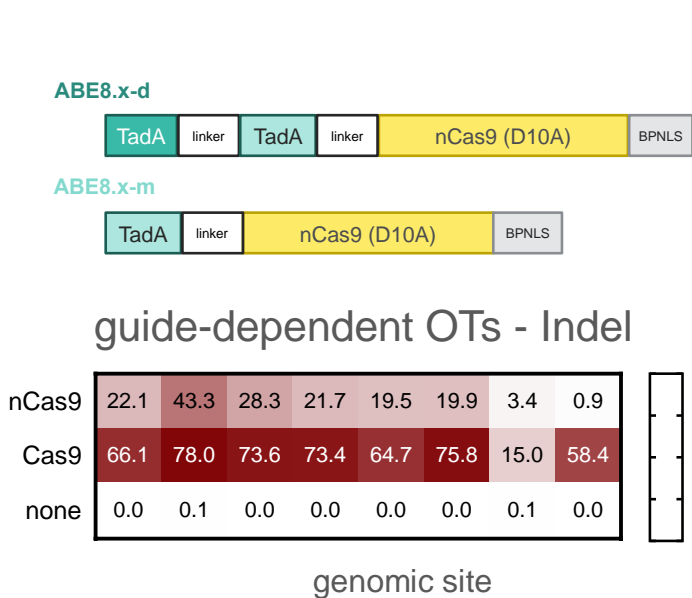 ABE8.x-d
TadA linker TadA linker nCas9 (D10A) BPNLS
ABE8.x-m
TadA linker nCas9 (D10A) BPNLS
guide-dependent OTs - Indel
nCas9 22.1 43.3 28.3 21.7 19.5 19.9 3.4 0.9
Cas9 66.1 78.0 73.6 73.4 64.7 75.8 15.0 58.4
none 0.0 0.1 0.0 0.0 0.0 0.0 0.1 0.0
genomic site